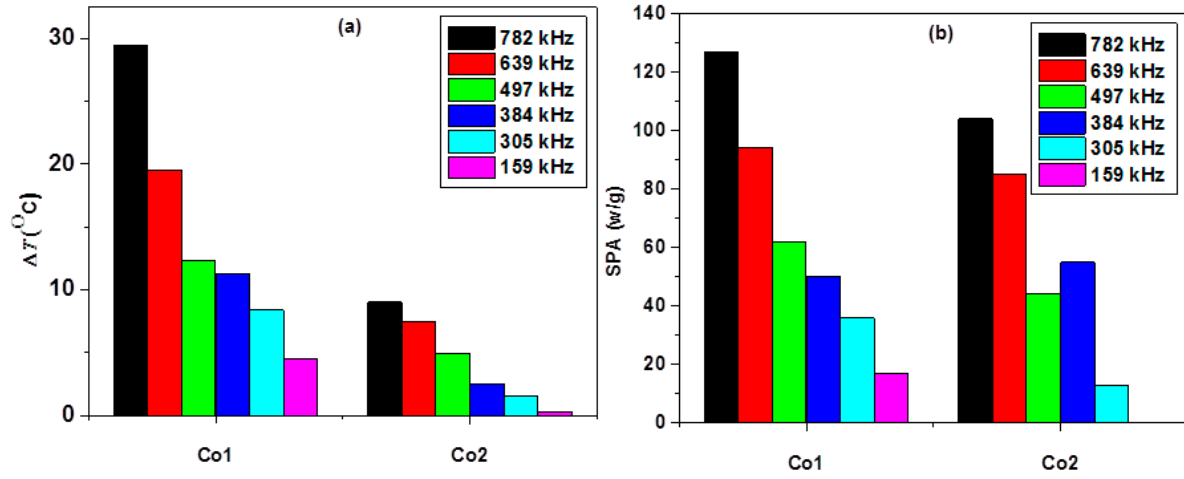 (a)
782 kHz
639 kHz
497 kHz
384 kHz
305 kHz
159 kHz
30
20
10
0
ΔT(°C)
Co1
Co2
(b)
782 kHz
639 kHz
497 kHz
384 kHz
305 kHz
159 kHz
140
120
100
80
60
40
20
0
SPA (w/g)
Co1
Co2